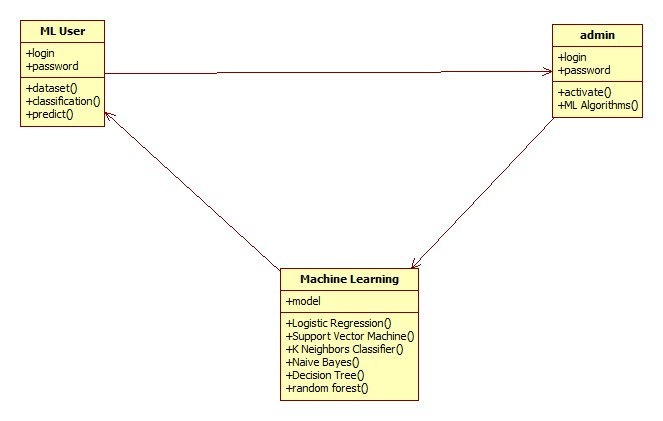 ML User
+login
+password
+dataset()
+classification()
+predict()
admin
+login
+password
+activate()
+ML Algorithms()
Machine Learning
+model
+Logistic Regression()
+Support Vector Machine()
+K Neighbors Classifier()
+Naive Bayes()
+Decision Tree()
+random forest()